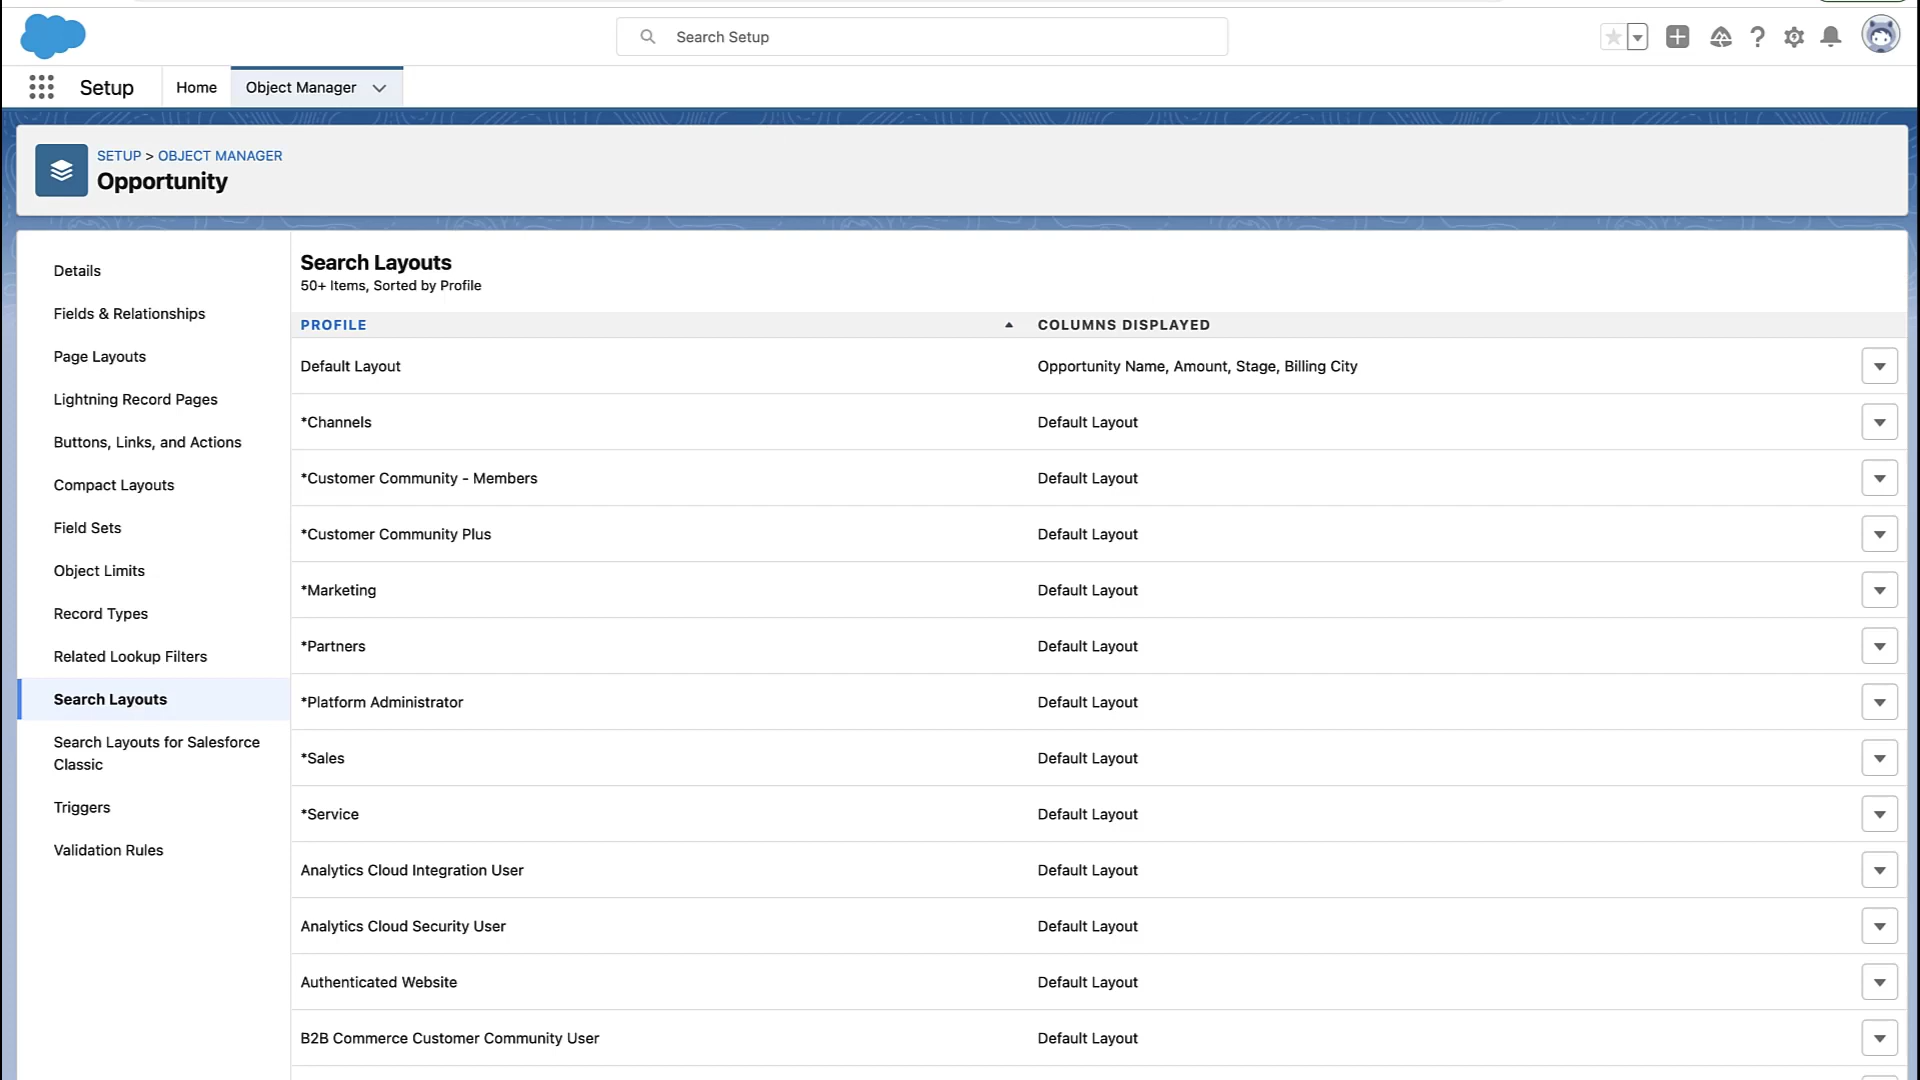 Search Setup
Setup
Home
Object Manager
SETUP > OBJECT MANAGER
Opportunity
Details
Fields & Relationships
Page Layouts
Lightning Record Pages
Buttons, Links, and Actions
Compact Layouts
Field Sets
Object Limits
Record Types
Related Lookup Filters
Search Layouts
Search Layouts for Salesforce
Classic
Triggers
Validation Rules
Search Layouts
50+ Items, Sorted by Profile
PROFILE COLUMNS DISPLAYED
Default Layout Opportunity Name, Amount, Stage, Billing City
*Channels Default Layout
*Customer Community - Members Default Layout
*Customer Community Plus Default Layout
*Marketing Default Layout
*Partners Default Layout
*Platform Administrator Default Layout
*Sales Default Layout
*Service Default Layout
Analytics Cloud Integration User Default Layout
Analytics Cloud Security User Default Layout
Authenticated Website Default Layout
B2B Commerce Customer Community User Default Layout